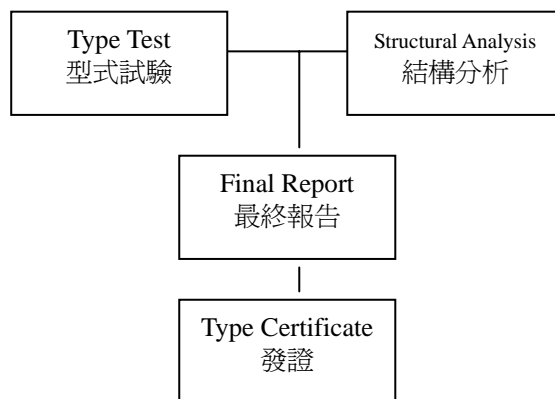 Type Test
型式試驗
Structural Analysis
結構分析
Final Report
最終報告
Type Certificate
發證